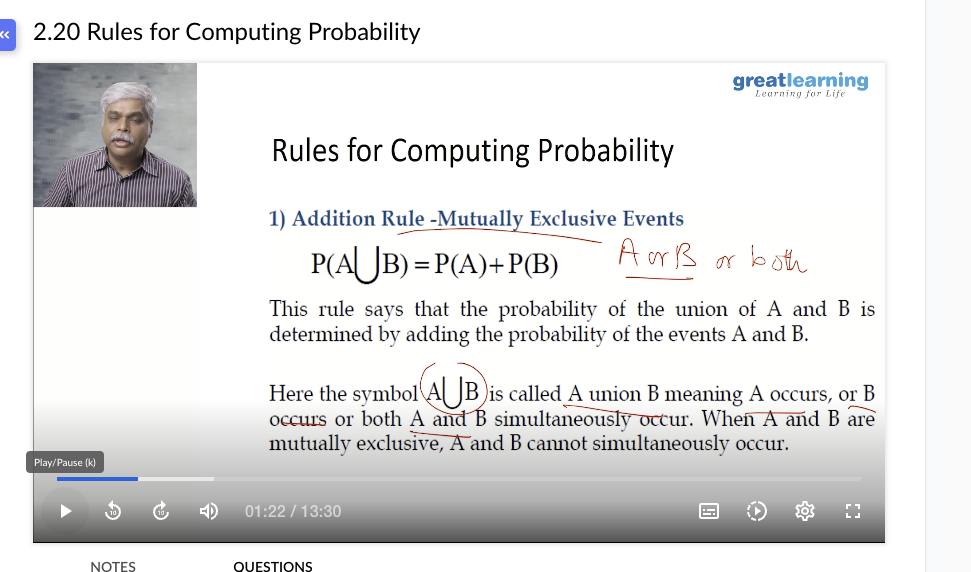 «
2.20 Rules for Computing Probability
greatlearning
Learning for Life
Rules for Computing Probability
1) Addition Rule -Mutually Exclusive Events
P(A⋃B) = P(A)+P(B)
A or B or both
This rule says that the probability of the union of A and B is
determined by adding the probability of the events A and B.
Here the symbol A⋃B is called A union B meaning A occurs, or B
occurs or both A and B simultaneously occur. When A and B are
mutually exclusive, A and B cannot simultaneously occur.
Play/Pause (k)
10 10 01:22 / 13:30
NOTES QUESTIONS